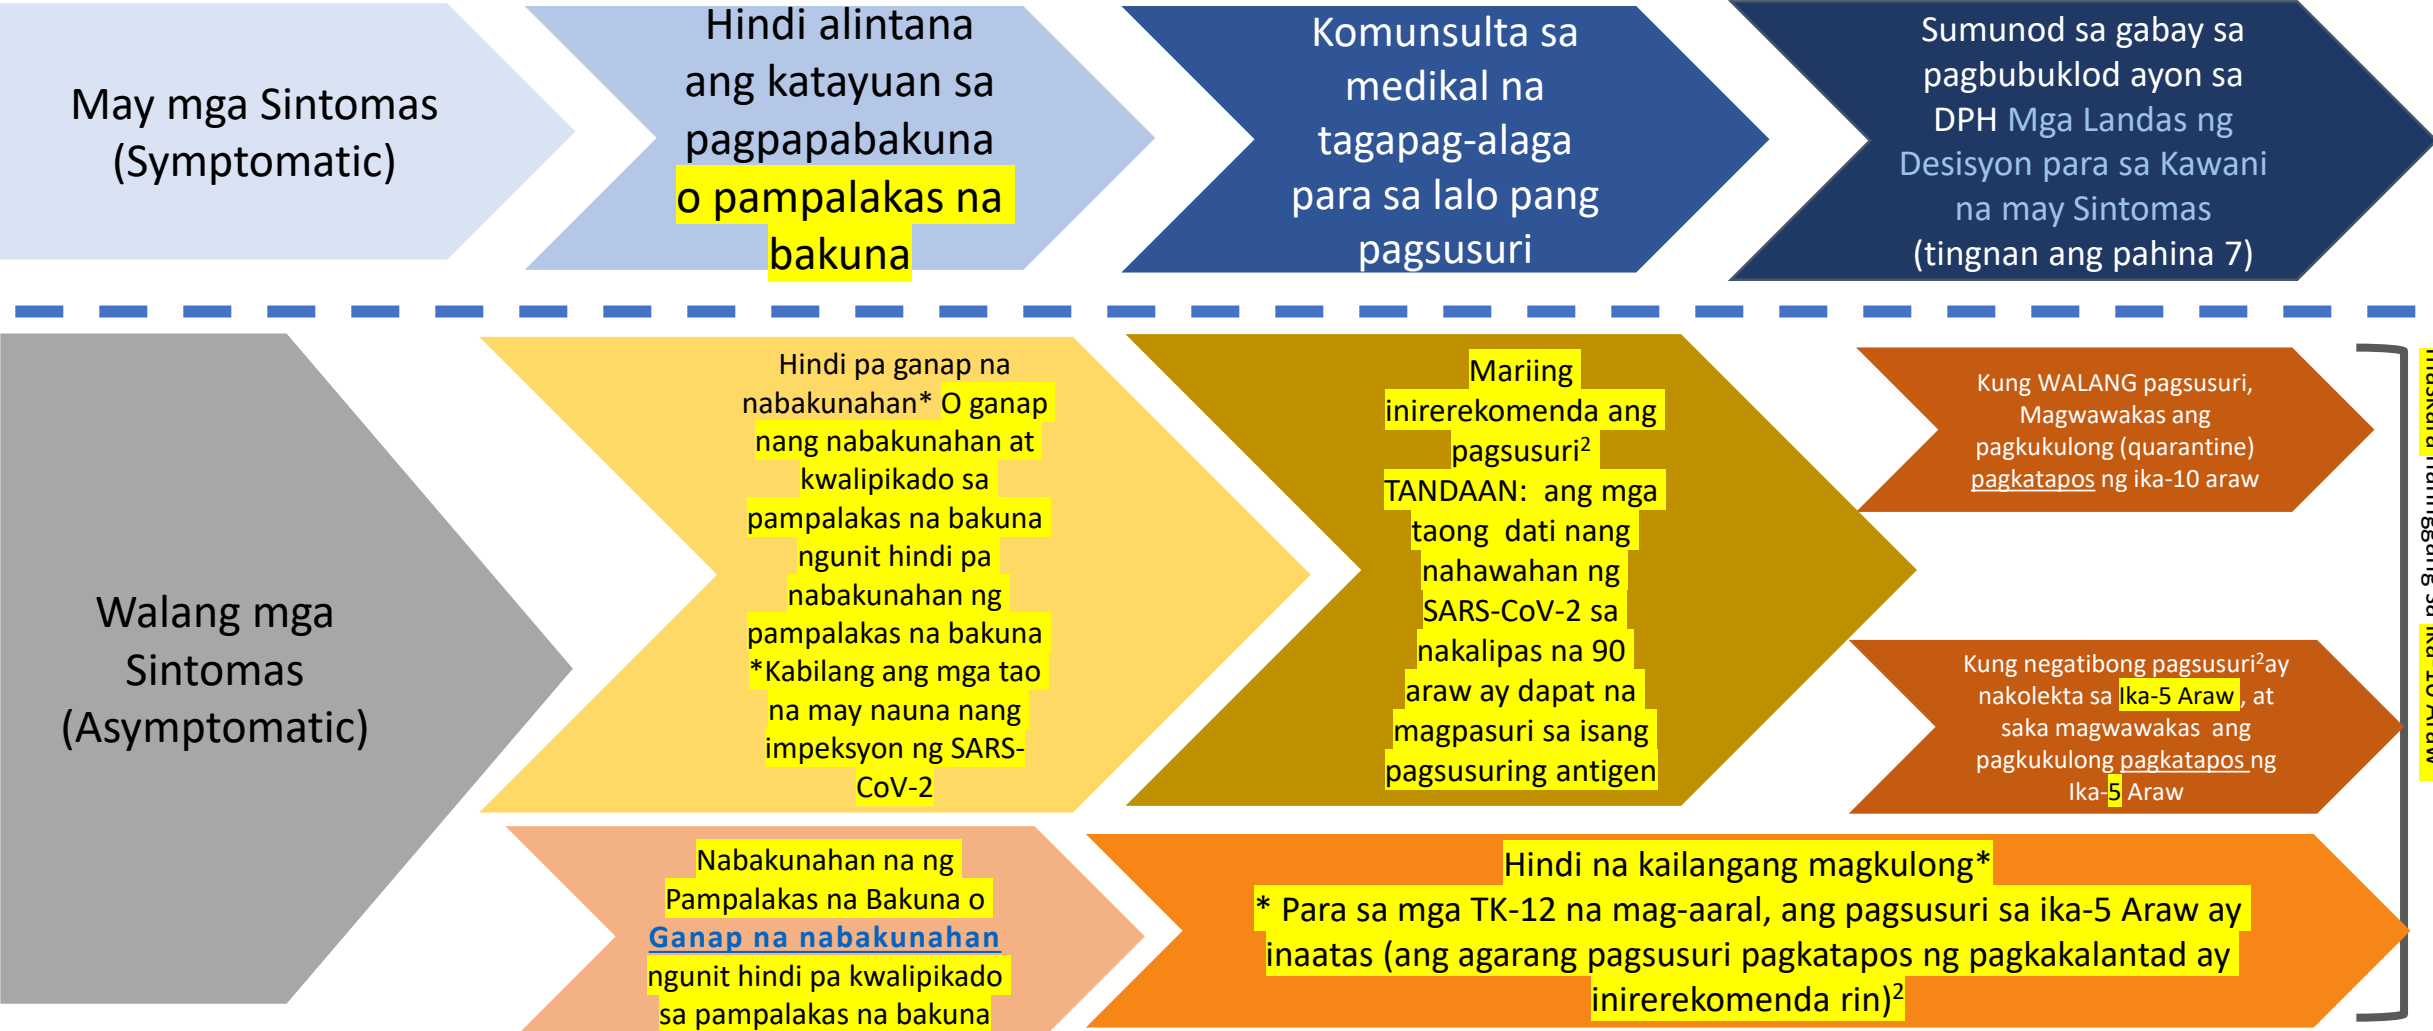 May mga Sintomas
(Symptomatic)
Hindi alintana
ang katayuan sa
pagpapabakuna
o pampalakas na
bakuna
Komunsulta sa
medikal na
tagapag-alaga
para sa lalo pang
pagsusuri
Sumunod sa gabay sa
pagbubuklod ayon sa
DPH Mga Landas ng
Desisyon para sa Kawani
na may Sintomas
(tingnan ang pahina 7)
Walang mga
Sintomas
(Asymptomatic)
Hindi pa ganap na
nabakunahan* O ganap
nang nabakunahan at
kwalipikado sa
pampalakas na bakuna
ngunit hindi pa
nabakunahan ng
pampalakas na bakuna
*Kabilang ang mga tao
na may nauna nang
impeksyon ng SARS-
CoV-2
Mariing
inirerekomenda ang
pagsusuri²
TANDAAN: ang mga
taong dati nang
nahawahan ng
SARS-CoV-2 sa
nakalipas na 90
araw ay dapat na
magpasuri sa isang
pagsusuring antigen
Kung WALANG pagsusuri,
Magwawakas ang
pagkukulong (quarantine)
pagkatapos ng ika-10 araw
Kung negatibong pagsusuri²ay
nakolekta sa Ika-5 Araw , at
saka magwawakas ang
pagkukulong pagkatapos ng
Ika-5 Araw
Nabakunahan na ng
Pampalakas na Bakuna o
Ganap na nabakunahan
ngunit hindi pa kwalipikado
sa pampalakas na bakuna
Hindi na kailangang magkulong*
* Para sa mga TK-12 na mag-aaral, ang pagsusuri sa ika-5 Araw ay
inaatas (ang agarang pagsusuri pagkatapos ng pagkakalantad ay
inirerekomenda rin)²